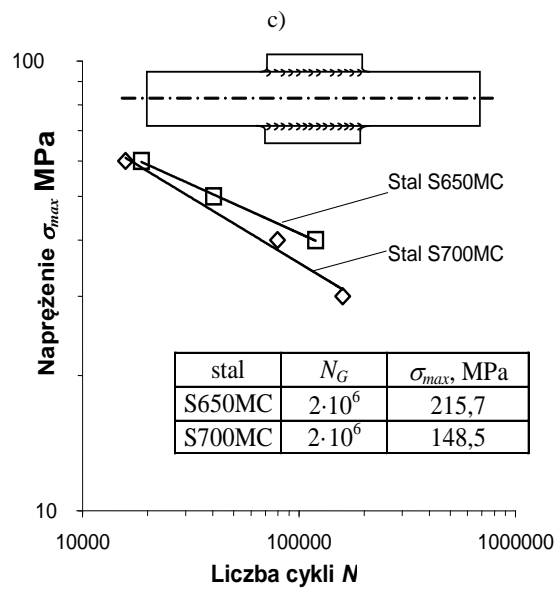 c)
100
Naprężenie σmax MPa
Stal S650MC
Stal S700MC
stal N_G σmax, MPa
S650MC 2·10⁶ 215,7
S700MC 2·10⁶ 148,5
10
10000 100000 1000000
Liczba cykli N